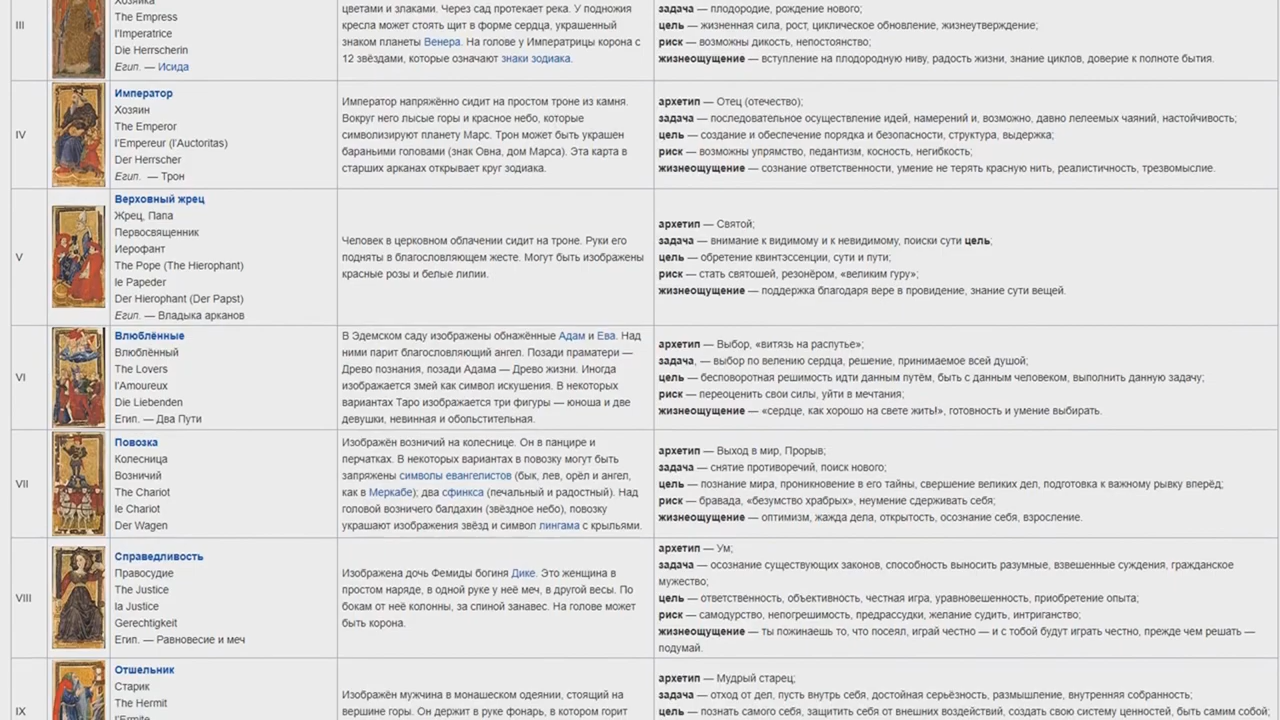 III
Хозяйка
The Empress
l'Imperatrice
Die Herrscherin
Егип. — Исида
цветами и злаками. Через сад протекает река. У подножия
кресла может стоять щит в форме сердца, украшенный
знаком планеты Венера. На голове у Императрицы корона с
12 звёздами, которые означают знаки зодиака.
задача — плодородие, рождение нового;
цель — жизненная сила, рост, циклическое обновление, жизнеутверждение;
риск — возможны дикость, непостоянство;
жизнеощущение — вступление на плодородную ниву, радость жизни, знание циклов, доверие к полноте бытия.
IV
Император
Хозяин
The Emperor
l'Empereur (l'Auctoritas)
Der Herrscher
Егип. — Трон
Император напряжённо сидит на простом троне из камня.
Вокруг него лысые горы и красное небо, которые
символизируют планету Марс. Трон может быть украшен
бараньими головами (знак Овна, дом Марса). Эта карта в
старших арканах открывает круг зодиака.
архетип — Отец (отечество);
задача — последовательное осуществление идей, намерений и, возможно, давно лелеемых чаяний, настойчивость;
цель — создание и обеспечение порядка и безопасности, структура, выдержка;
риск — возможны упрямство, педантизм, косность, негибкость;
жизнеощущение — сознание ответственности, умение не терять красную нить, реалистичность, трезвомыслие.
V
Верховный жрец
Жрец, Папа
Первосвященник
Иерофант
The Pope (The Hierophant)
le Papeder
Der Hierophant (Der Papst)
Егип. — Владыка арканов
Человек в церковном облачении сидит на троне. Руки его
подняты в благословляющем жесте. Могут быть изображены
красные розы и белые лилии.
архетип — Святой;
задача — внимание к видимому и к невидимому, поиски сути цель;
цель — обретение квинтэссенции, сути и пути;
риск — стать святошей, резонёром, «великим гуру»;
жизнеощущение — поддержка благодаря вере в провидение, знание сути вещей.
VI
Влюблённые
Влюблённый
The Lovers
l'Amoureux
Die Liebenden
Егип. — Два Пути
В Эдемском саду изображены обнажённые Адам и Ева. Над
ними парит благословляющий ангел. Позади праматери —
Древо познания, позади Адама — Древо жизни. Иногда
изображается змей как символ искушения. В некоторых
вариантах Таро изображается три фигуры — юноша и две
девушки, невинная и обольстительная.
архетип — Выбор, «витязь на распутье»;
задача, — выбор по велению сердца, решение, принимаемое всей душой;
цель — бесповоротная решимость идти данным путём, быть с данным человеком, выполнить данную задачу;
риск — переоценить свои силы, уйти в мечтания;
жизнеощущение — «сердце, как хорошо на свете жить!», готовность и умение выбирать.
VII
Повозка
Колесница
Возничий
The Chariot
le Chariot
Der Wagen
Изображён возничий на колеснице. Он в панцире и
перчатках. В некоторых вариантах в повозку могут быть
запряжены символы евангелистов (бык, лев, орёл и ангел,
как в Меркабе); два сфинкса (печальный и радостный). Над
головой возничего балдахин (звёздное небо), повозку
украшают изображения звёзд и символ лингама с крыльями.
архетип — Выход в мир, Прорыв;
задача — снятие противоречий, поиск нового;
цель — познание мира, проникновение в его тайны, свершение великих дел, подготовка к важному рывку вперёд;
риск — бравада, «безумство храбрых», неумение сдерживать себя;
жизнеощущение — оптимизм, жажда дела, открытость, осознание себя, взросление.
VIII
Справедливость
Правосудие
The Justice
la Justice
Gerechtigkeit
Егип. — Равновесие и меч
Изображена дочь Фемиды богиня Дике. Это женщина в
простом наряде, в одной руке у неё меч, в другой весы. По
бокам от неё колонны, за спиной занавес. На голове может
быть корона.
архетип — Ум;
задача — осознание существующих законов, способность выносить разумные, взвешенные суждения, гражданское
мужество;
цель — ответственность, объективность, честная игра, уравновешенность, приобретение опыта;
риск — самодурство, непогрешимость, предрассудки, желание судить, интриганство;
жизнеощущение — ты пожинаешь то, что посеял, играй честно — и с тобой будут играть честно, прежде чем решать —
подумай.
IX
Отшельник
Старик
The Hermit
l'Ermite
Изображён мужчина в монашеском одеянии, стоящий на
вершине горы. Он держит в руке фонарь, в котором горит
архетип — Мудрый старец;
задача — отход от дел, пусть внутрь себя, достойная серьёзность, размышление, внутренняя собранность;
цель — познать самого себя, защитить себя от внешних воздействий, создать свою систему ценностей, быть самим собой;